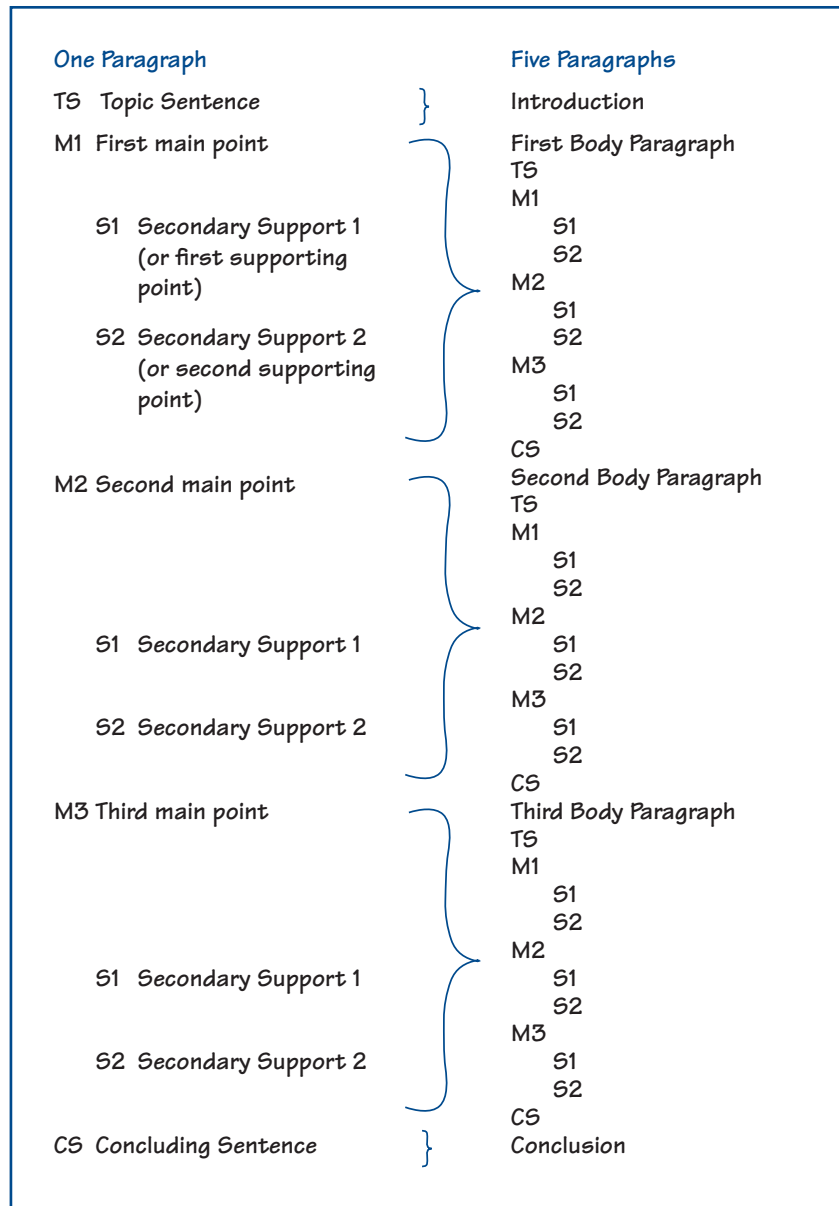 One Paragraph
TS Topic Sentence
M1 First main point
S1 Secondary Support 1
(or first supporting
point)
S2 Secondary Support 2
(or second supporting
point)
M2 Second main point
S1 Secondary Support 1
S2 Secondary Support 2
M3 Third main point
S1 Secondary Support 1
S2 Secondary Support 2
CS Concluding Sentence
Five Paragraphs
Introduction
First Body Paragraph
TS
M1
S1
S2
M2
S1
S2
M3
S1
S2
CS
Second Body Paragraph
TS
M1
S1
S2
M2
S1
S2
M3
S1
S2
CS
Third Body Paragraph
TS
M1
S1
S2
M2
S1
S2
M3
S1
S2
CS
Conclusion